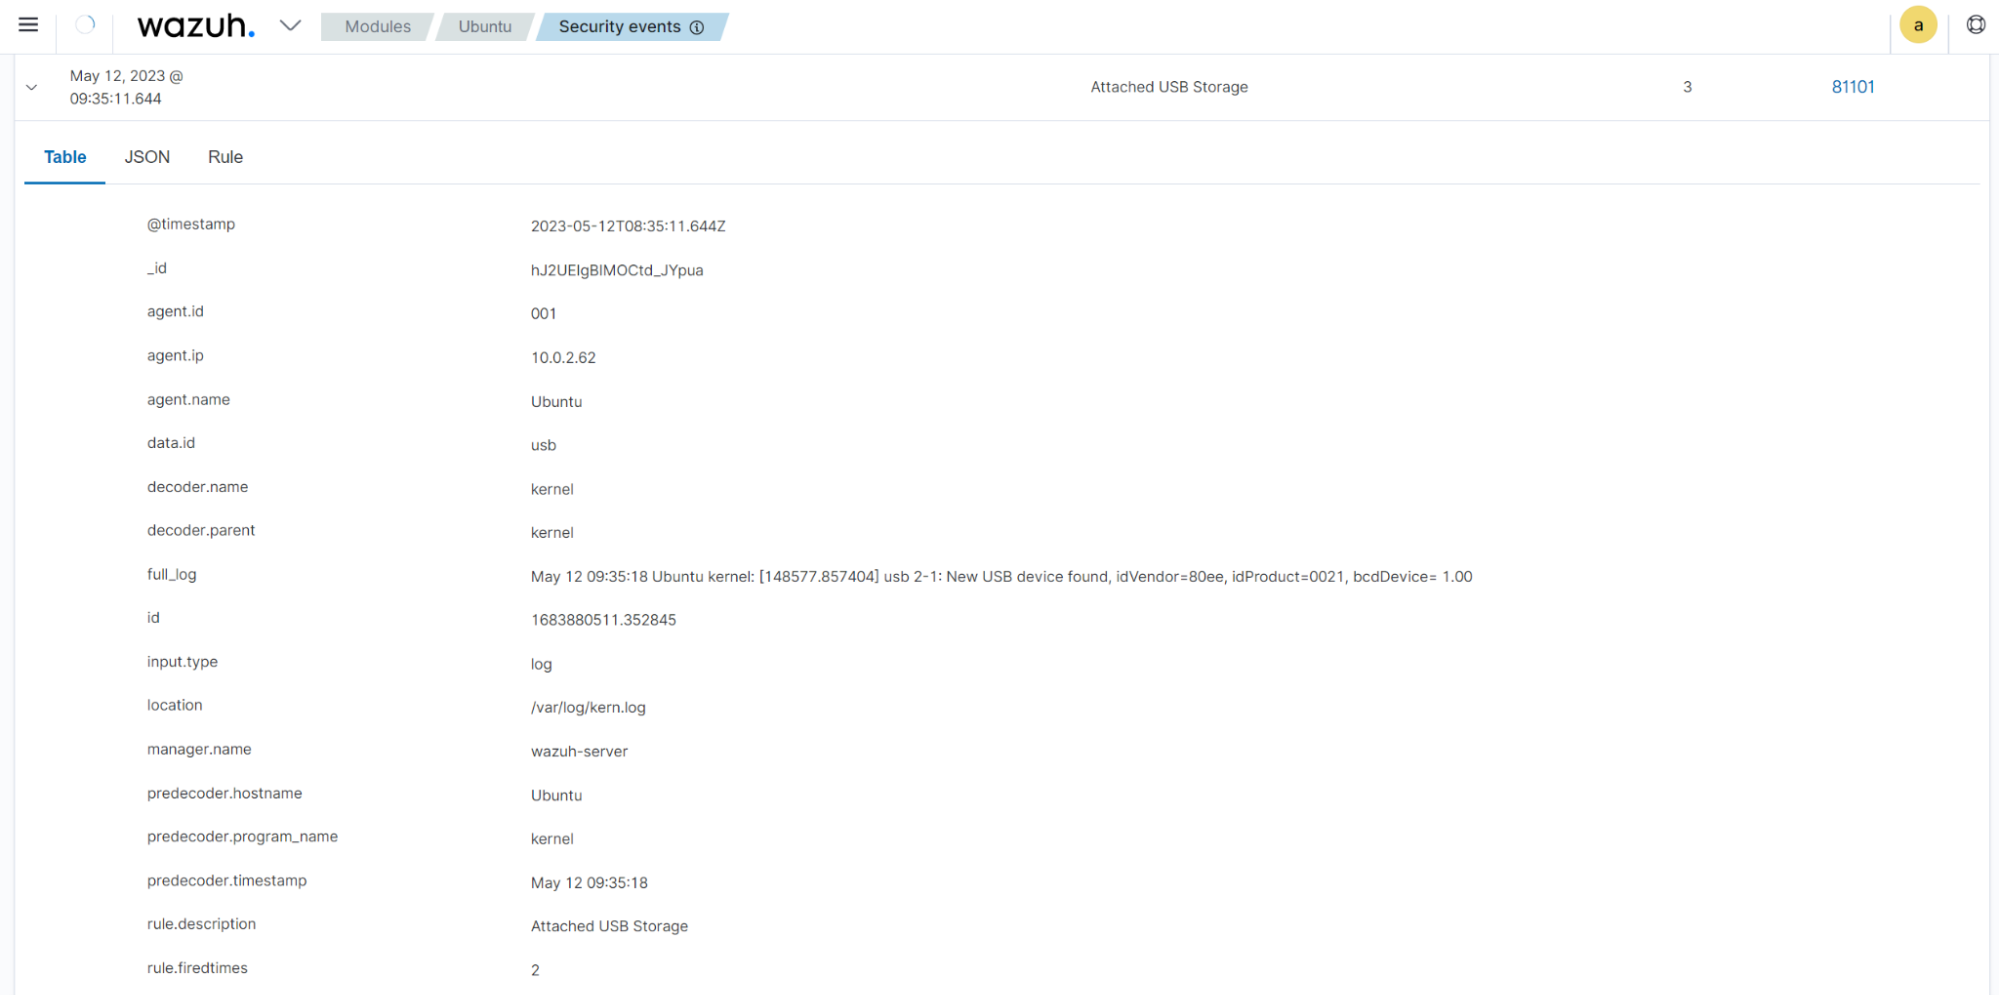 wazuh.
Modules
Ubuntu
Security events
a
May 12, 2023 @
09:35:11.644
Attached USB Storage
3
81101
Table
JSON
Rule
@timestamp 2023-05-12T08:35:11.644Z
_id hJ2UEIgBIMOCtd_JYpua
agent.id 001
agent.ip 10.0.2.62
agent.name Ubuntu
data.id usb
decoder.name kernel
decoder.parent kernel
full_log May 12 09:35:18 Ubuntu kernel: [148577.857404] usb 2-1: New USB device found, idVendor=80ee, idProduct=0021, bcdDevice= 1.00
id 1683880511.352845
input.type log
location /var/log/kern.log
manager.name wazuh-server
predecoder.hostname Ubuntu
predecoder.program_name kernel
predecoder.timestamp May 12 09:35:18
rule.description Attached USB Storage
rule.firedtimes 2